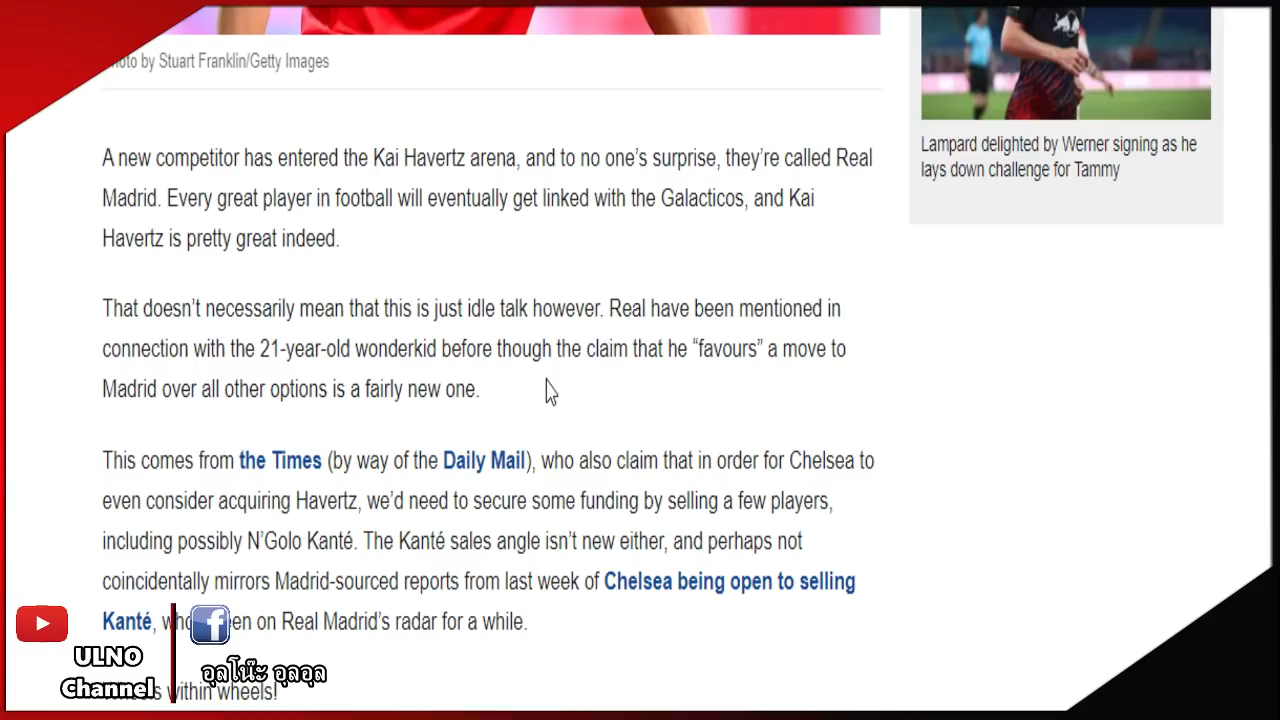 Photo by Stuart Franklin/Getty Images
A new competitor has entered the Kai Havertz arena, and to no one's surprise, they're called Real
Madrid. Every great player in football will eventually get linked with the Galacticos, and Kai
Havertz is pretty great indeed.
That doesn't necessarily mean that this is just idle talk however. Real have been mentioned in
connection with the 21-year-old wonderkid before though the claim that he “favours” a move to
Madrid over all other options is a fairly new one.
This comes from the Times (by way of the Daily Mail), who also claim that in order for Chelsea to
even consider acquiring Havertz, we'd need to secure some funding by selling a few players,
including possibly N'Golo Kanté. The Kanté sales angle isn't new either, and perhaps not
coincidentally mirrors Madrid-sourced reports from last week of Chelsea being open to selling
Kanté, on Real Madrid's radar for a while.
within wheels!
Lampard delighted by Werner signing as he
lays down challenge for Tammy
ULNO
Channel
อุลโน๊ะ อุลอุล